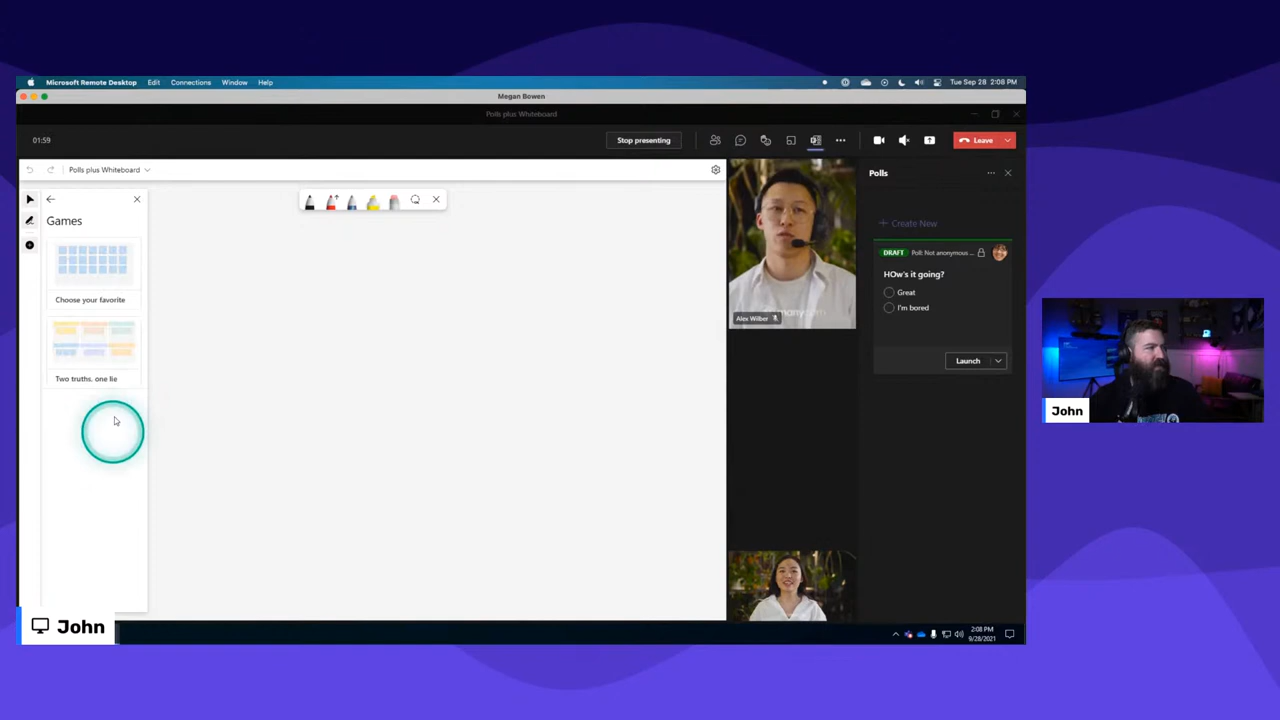 Microsoft Remote Desktop Edit Connections Window Help
Tue Sep 28 2:08 PM
Megan Bowen
Polls plus Whiteboard
01:59
Stop presenting
Leave
Polls plus Whiteboard
Games
Choose your favorite
Two truths, one lie
Alex Wilber
Polls
+ Create New
DRAFT Poll: Not anonymous ...
HOw's it going?
Great
I'm bored
Launch
John
John
2:08 PM
9/28/2021